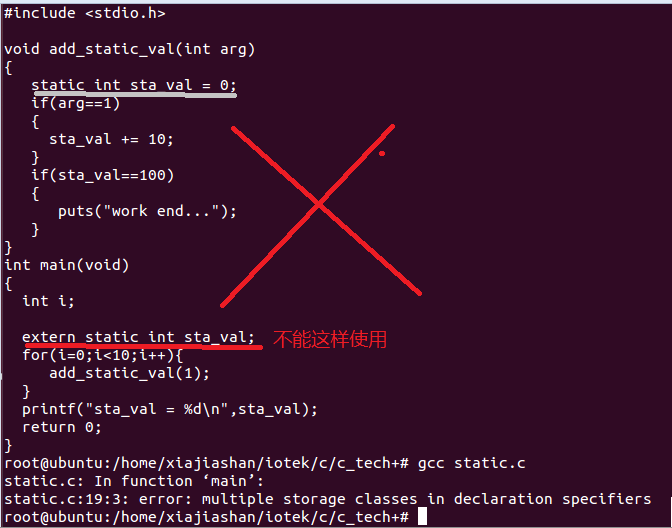 #include <stdio.h>
void add_static_val(int arg)
{
static int sta_val = 0;
if(arg==1)
{
sta_val += 10;
}
if(sta_val==100)
{
puts("work end...");
}
}
int main(void)
{
int i;
extern static int sta_val; 不能这样使用
for(i=0;i<10;i++){
add_static_val(1);
}
printf("sta_val = %d\n",sta_val);
return 0;
}
root@ubuntu:/home/xiajiashan/iotek/c/c_tech+# gcc static.c
static.c: In function ‘main’:
static.c:19:3: error: multiple storage classes in declaration specifiers
root@ubuntu:/home/xiajiashan/iotek/c/c_tech+#